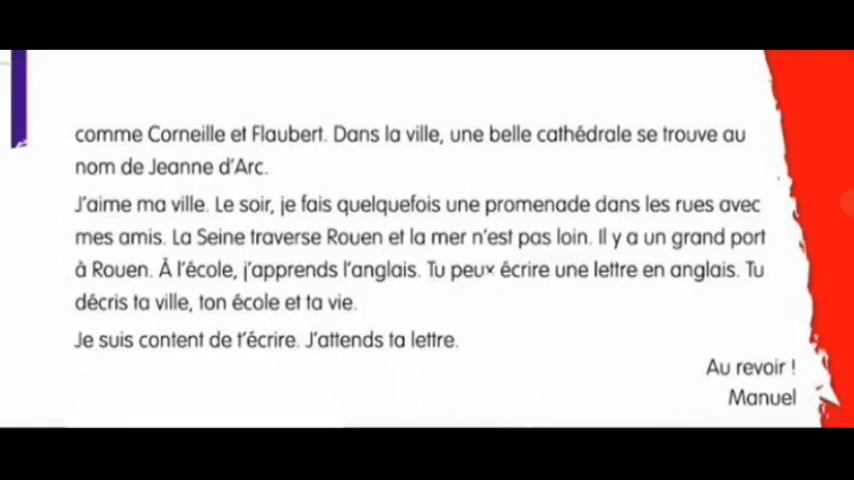 comme Corneille et Flaubert. Dans la ville, une belle cathédrale se trouve au
nom de Jeanne d'Arc.
J'aime ma ville. Le soir, je fais quelquefois une promenade dans les rues avec
mes amis. La Seine traverse Rouen et la mer n'est pas loin. Il y a un grand port
à Rouen. À l'école, j'apprends l'anglais. Tu peux écrire une lettre en anglais. Tu
décris ta ville, ton école et ta vie.
Je suis content de t'écrire. J'attends ta lettre.
Au revoir !
Manuel